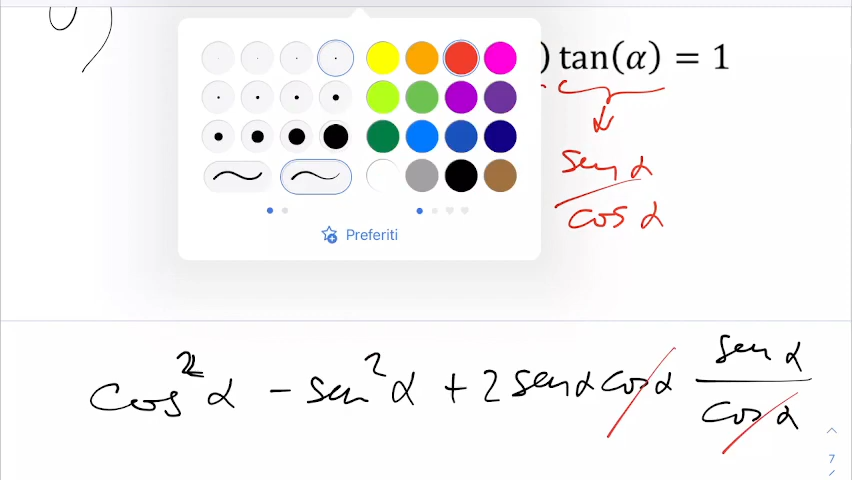 ) tan(α) = 1
sen α
cos α
Preferiti
cos²α − sen²α + 2 sen α cos α sen α / cos α
7